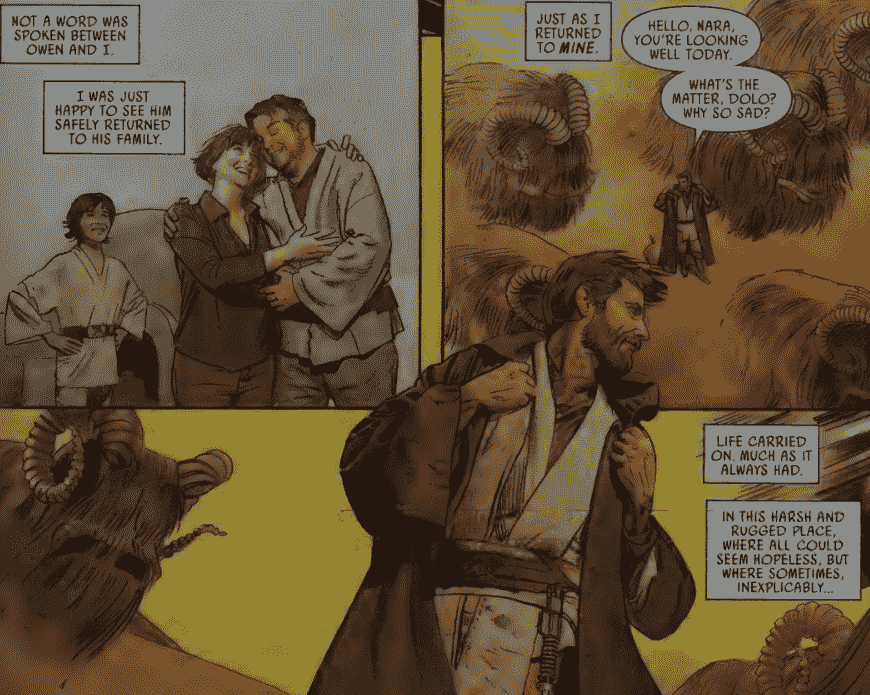 NOT A WORD WAS
SPOKEN BETWEEN
OWEN AND I.
I WAS JUST
HAPPY TO SEE HIM
SAFELY RETURNED
TO HIS FAMILY.
JUST AS I
RETURNED
TO MINE.
HELLO, NARA,
YOU'RE LOOKING
WELL TODAY.
WHAT'S THE
MATTER, DOLO?
WHY SO SAD?
LIFE CARRIED
ON. MUCH AS IT
ALWAYS HAD.
IN THIS HARSH AND
RUGGED PLACE,
WHERE ALL COULD
SEEM HOPELESS, BUT
WHERE SOMETIMES,
INEXPLICABLY...